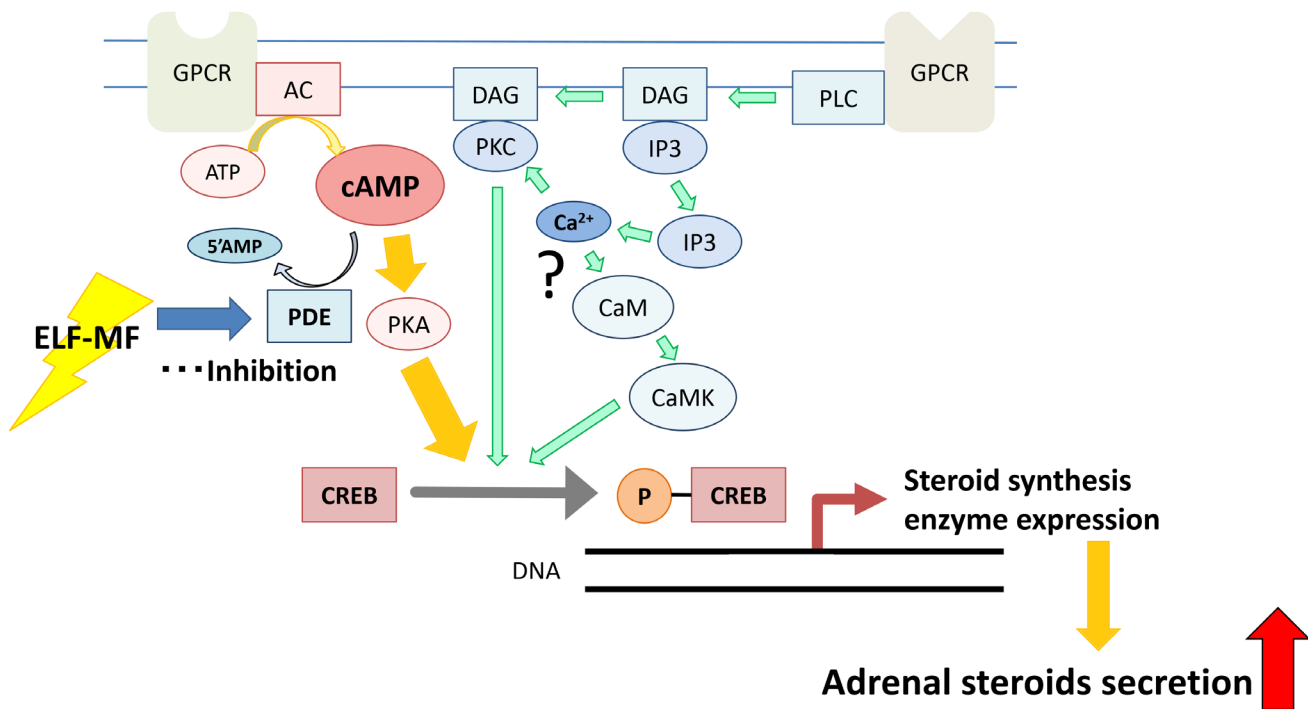 GPCR
AC
DAG
DAG
PLC
GPCR
ATP
cAMP
PKC
IP3
5'AMP
Ca²⁺
IP3
?
ELF-MF
PDE
PKA
CaM
···Inhibition
CaMK
CREB
P
CREB
Steroid synthesis
enzyme expression
DNA
Adrenal steroids secretion